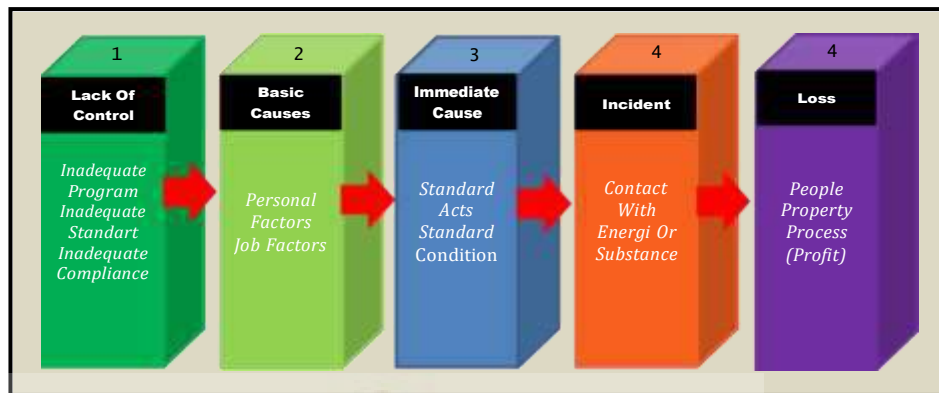 1
Lack Of
Control
Inadequate
Program
Inadequate
Standart
Inadequate
Compliance
2
Basic
Causes
Personal
Factors
Job Factors
3
Immediate
Cause
Standard
Acts
Standard
Condition
4
Incident
Contact
With
Energi Or
Substance
4
Loss
People
Property
Process
(Profit)